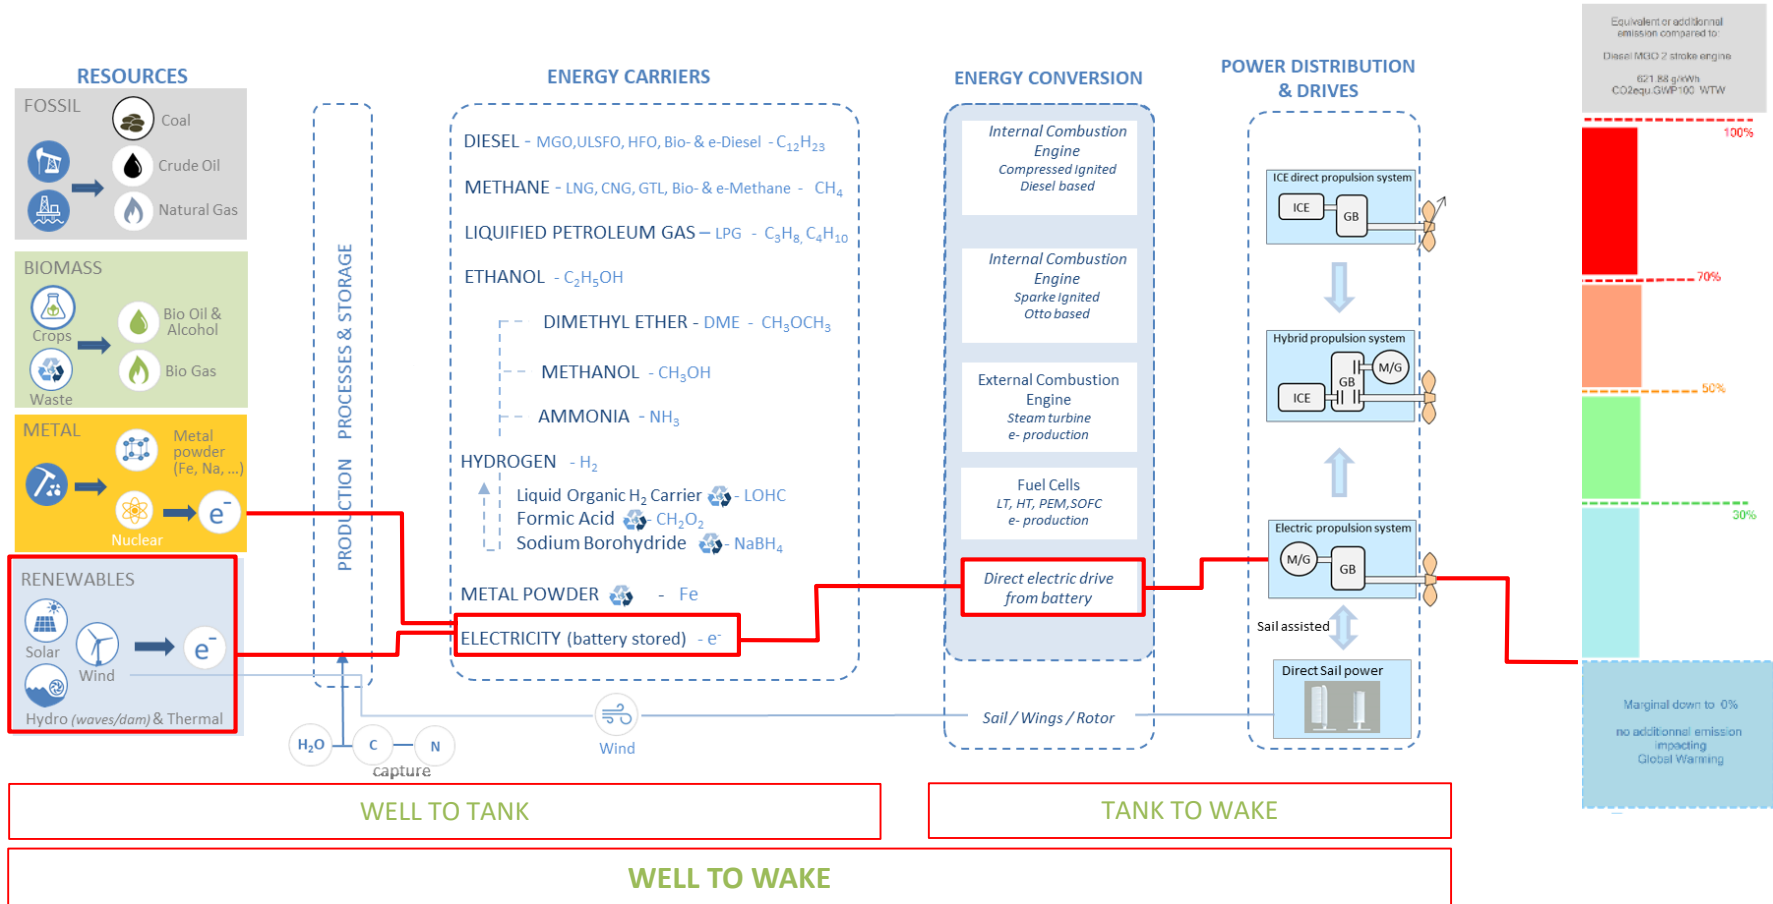 RESOURCES
FOSSIL
Coal
Crude Oil
Natural Gas
BIOMASS
Crops
Waste
Bio Oil &
Alcohol
Bio Gas
METAL
Metal
powder
(Fe, Na, ...)
Nuclear
e-
RENEWABLES
Solar
Wind
e-
Hydro (waves/dam) & Thermal
PRODUCTION PROCESSES & STORAGE
H2O
C
N
capture
ENERGY CARRIERS
DIESEL - MGO,ULSFO, HFO, Bio- & e-Diesel - C12H23
METHANE - LNG, CNG, GTL, Bio- & e-Methane - CH4
LIQUIFIED PETROLEUM GAS – LPG - C3H8, C4H10
ETHANOL - C2H5OH
DIMETHYL ETHER - DME - CH3OCH3
METHANOL - CH3OH
AMMONIA - NH3
HYDROGEN - H2
Liquid Organic H2 Carrier - LOHC
Formic Acid - CH2O2
Sodium Borohydride - NaBH4
METAL POWDER - Fe
ELECTRICITY (battery stored) - e-
Wind
ENERGY CONVERSION
Internal Combustion
Engine
Compressed Ignited
Diesel based
Internal Combustion
Engine
Sparke Ignited
Otto based
External Combustion
Engine
Steam turbine
e- production
Fuel Cells
LT, HT, PEM,SOFC
e- production
Direct electric drive
from battery
Sail / Wings / Rotor
POWER DISTRIBUTION
& DRIVES
ICE direct propulsion system
ICE
GB
Hybrid propulsion system
M/G
GB
ICE
Electric propulsion system
M/G
GB
Sail assisted
Direct Sail power
Equivalent or additionnal
emission compared to:
Diesel MGO 2 stroke engine
621.88 g/kWh
CO2equ.GWP100 WTW
100%
70%
50%
30%
Marginal down to 0%
no additionnal emission
impacting
Global Warming
WELL TO TANK
TANK TO WAKE
WELL TO WAKE